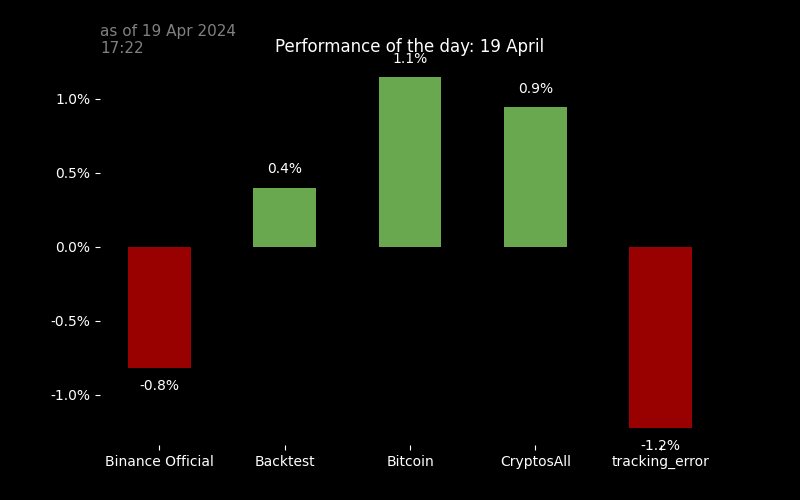 as of 19 Apr 2024
17:22
Performance of the day: 19 April
1.1%
1.0%
0.9%
0.5%
0.4%
0.0%
-0.5%
-0.8%
-1.0%
-1.2%
Binance Official
Backtest
Bitcoin
CryptosAll
tracking_error